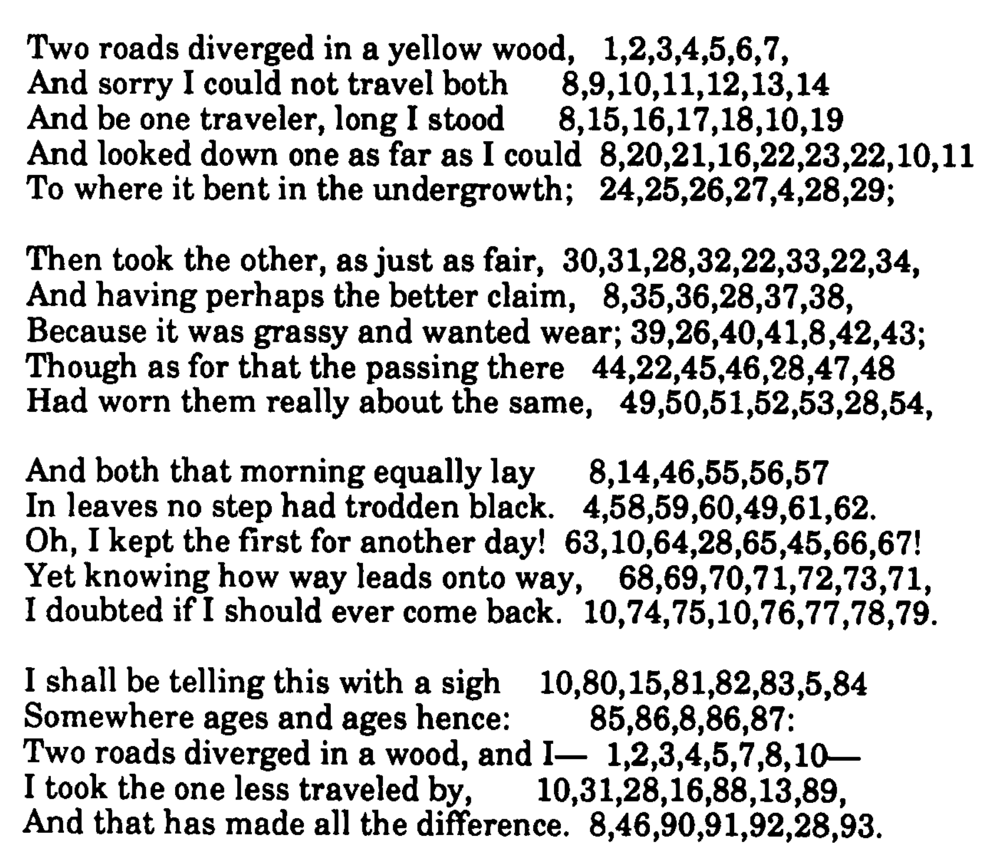 Two roads diverged in a yellow wood, 1,2,3,4,5,6,7,
And sorry I could not travel both 8,9,10,11,12,13,14
And be one traveler, long I stood 8,15,16,17,18,10,19
And looked down one as far as I could 8,20,21,16,22,23,22,10,11
To where it bent in the undergrowth; 24,25,26,27,4,28,29;

Then took the other, as just as fair, 30,31,28,32,22,33,22,34,
And having perhaps the better claim, 8,35,36,28,37,38,
Because it was grassy and wanted wear; 39,26,40,41,8,42,43;
Though as for that the passing there 44,22,45,46,28,47,48
Had worn them really about the same, 49,50,51,52,53,28,54,

And both that morning equally lay 8,14,46,55,56,57
In leaves no step had trodden black. 4,58,59,60,49,61,62.
Oh, I kept the first for another day! 63,10,64,28,65,45,66,67!
Yet knowing how way leads onto way, 68,69,70,71,72,73,71,
I doubted if I should ever come back. 10,74,75,10,76,77,78,79.

I shall be telling this with a sigh 10,80,15,81,82,83,5,84
Somewhere ages and ages hence: 85,86,8,86,87:
Two roads diverged in a wood, and I— 1,2,3,4,5,7,8,10—
I took the one less traveled by, 10,31,28,16,88,13,89,
And that has made all the difference. 8,46,90,91,92,28,93.